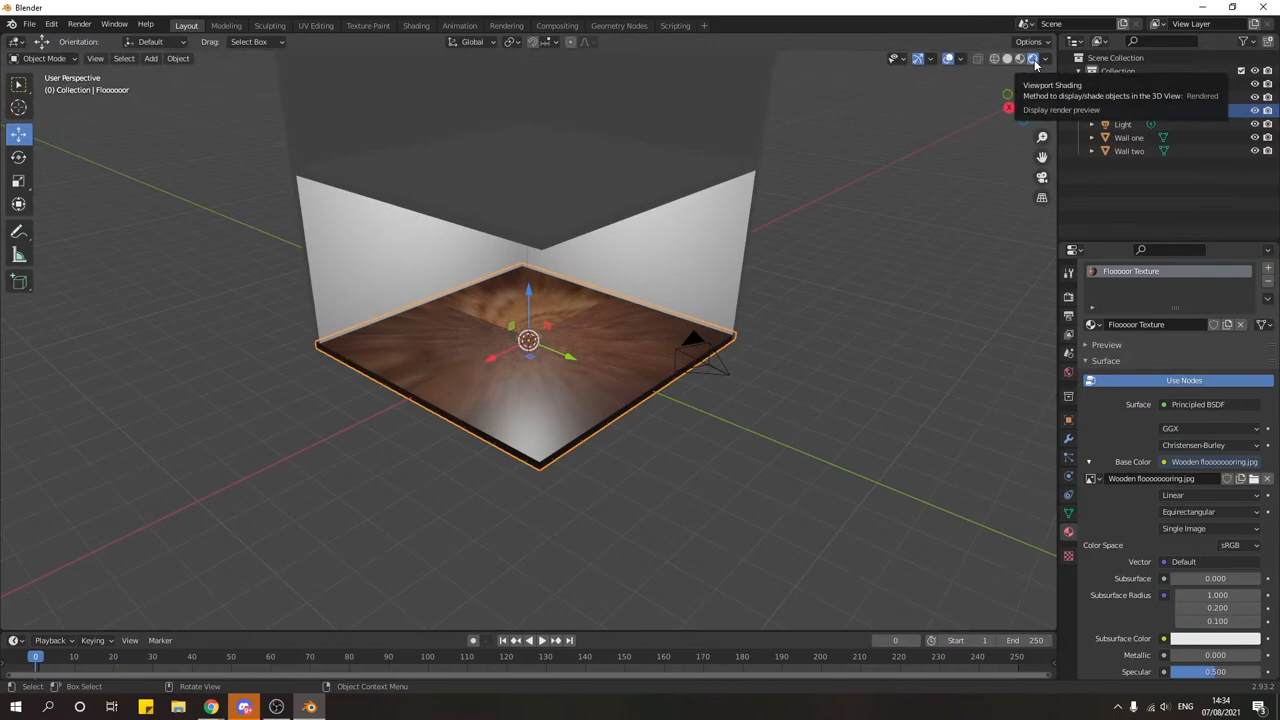 Blender
File Edit Render Window Help Layout Modeling Sculpting UV Editing Texture Paint Shading Animation Rendering Compositing Geometry Nodes Scripting + Scene View Layer
Orientation: Default Drag: Select Box Global Options
Object Mode View Select Add Object
User Perspective
(0) Collection | Flooooor
Viewport Shading
Method to display/shade objects in the 3D View: Rendered
Display render preview
X
Scene Collection
Collection
Light
Wall one
Wall two
Flooooor Texture
Flooooor Texture
Preview
Surface
Use Nodes
Surface Principled BSDF
GGX
Christensen-Burley
Base Color Wooden flooooooring.jpg
Wooden flooooooring.jpg
Linear
Equirectangular
Single Image
Color Space sRGB
Vector Default
Subsurface 0.000
Subsurface Radius 1.000
0.200
0.100
Subsurface Color
Metallic 0.000
Specular 0.500
Playback Keying View Marker 0 Start 1 End 250
0 10 20 30 40 50 60 70 80 90 100 110 120 130 140 150 160 170 180 190 200 210 220 230 240 250
Select Box Select Rotate View Object Context Menu 2.93.2
ENG 14:34
07/08/2021